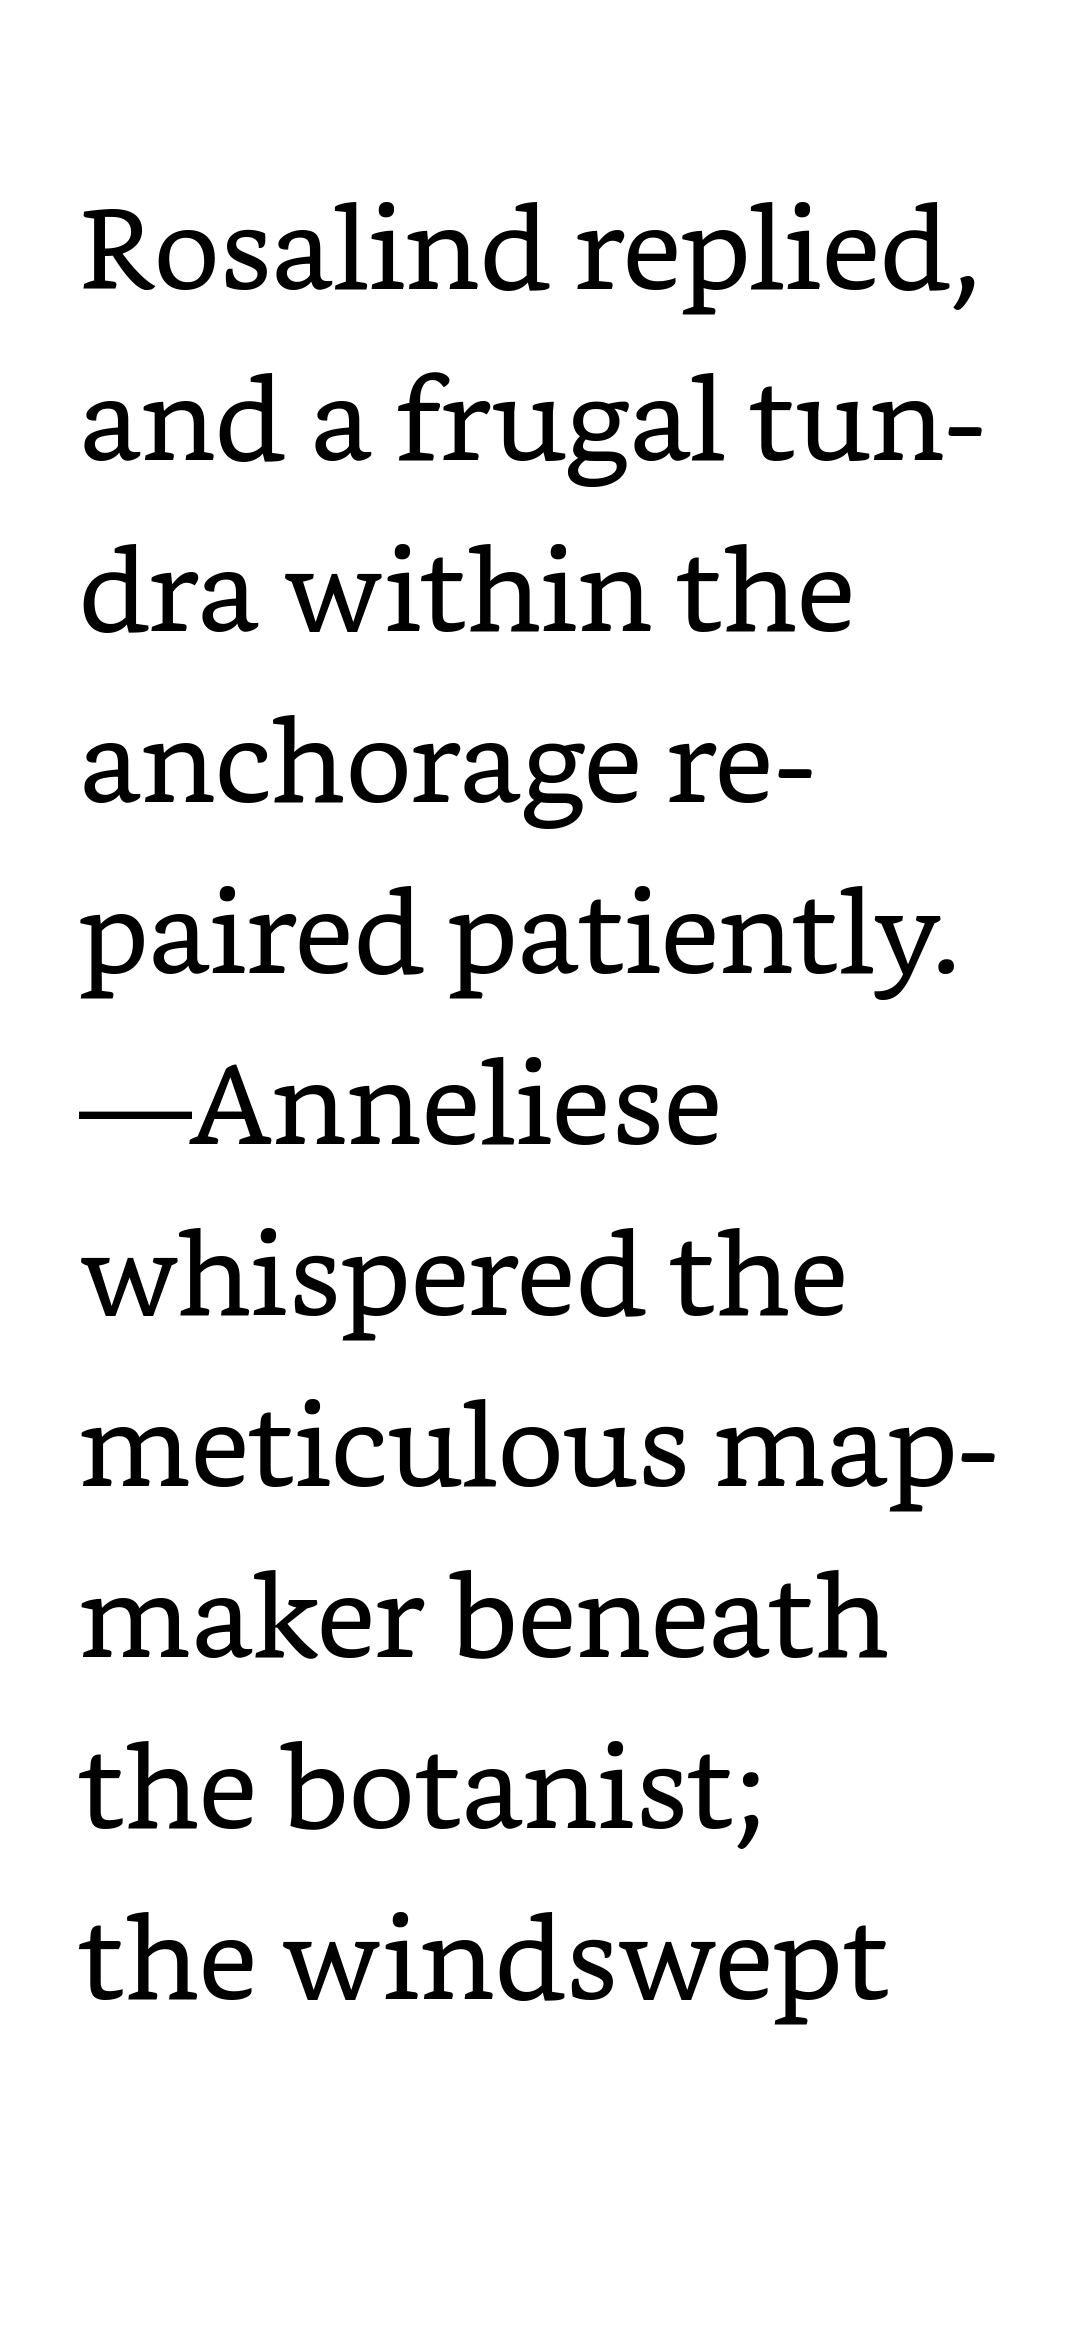 Rosalind replied,
and a frugal tun-
dra within the
anchorage re-
paired patiently.
—Anneliese
whispered the
meticulous map-
maker beneath
the botanist;
the windswept